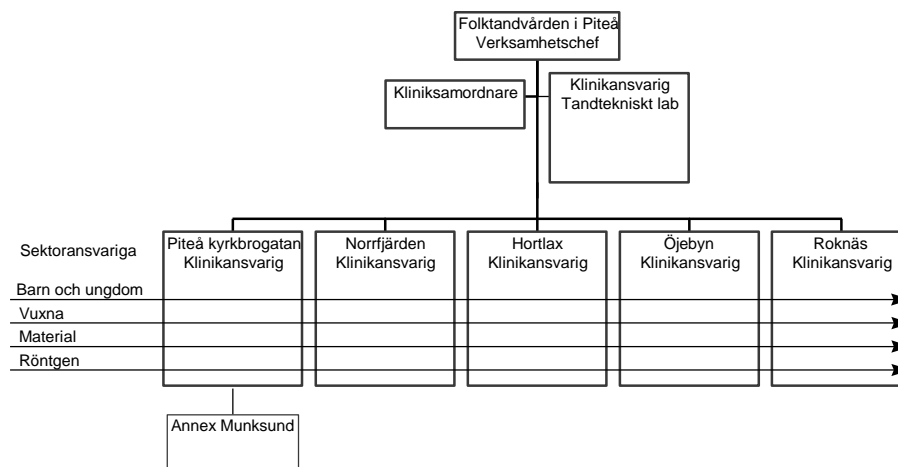 Folktandvården i Piteå
Verksamhetschef
Kliniksamordnare
Klinikansvarig
Tandtekniskt lab
Sektoransvariga
Piteå kyrkbrogatan
Klinikansvarig
Norrfjärden
Klinikansvarig
Hortlax
Klinikansvarig
Öjebyn
Klinikansvarig
Roknäs
Klinikansvarig
Barn och ungdom
Vuxna
Material
Röntgen
Annex Munksund